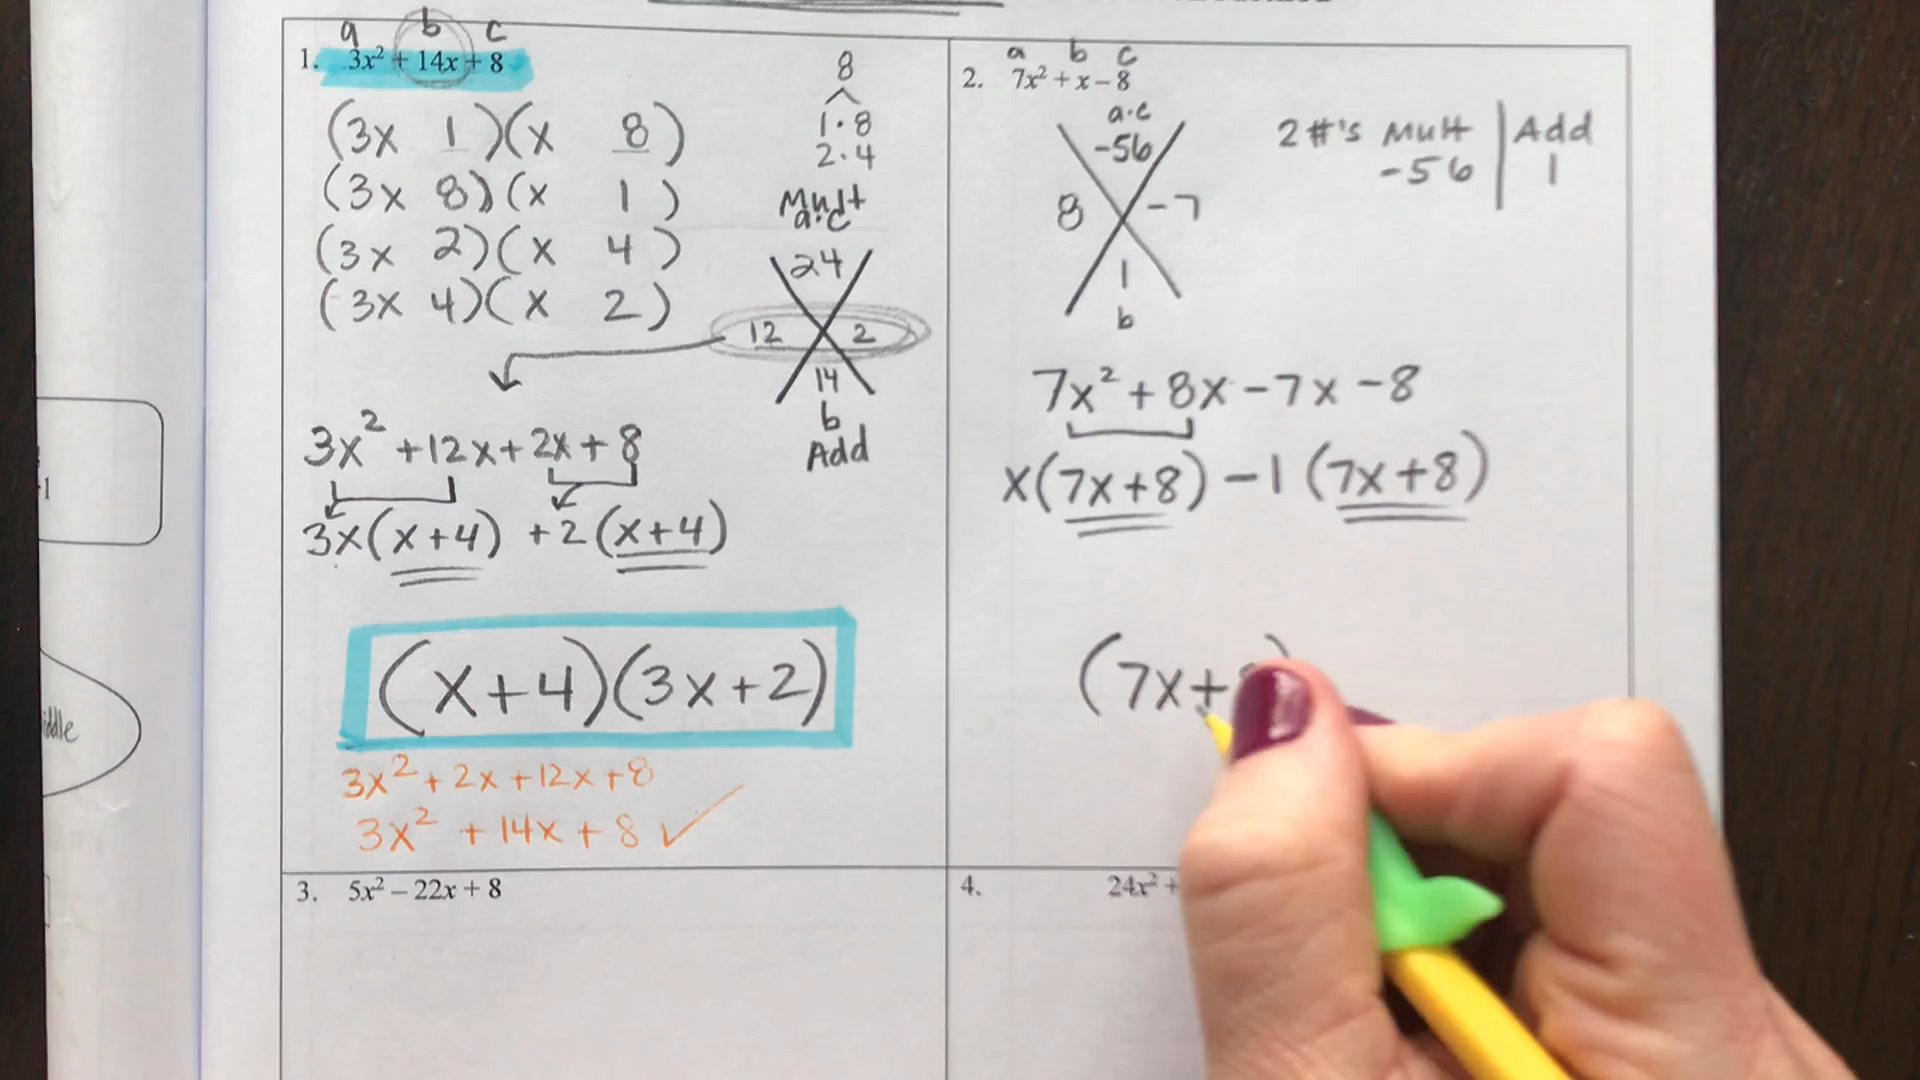 a b c
1. 3x² + 14x + 8
(3x 1)(x 8)
(3x 8)(x 1)
(3x 2)(x 4)
(3x 4)(x 2)
8
1·8
2·4
Mult
a·c
24
12 2
14
b
Add
3x² +12x+2x+8
3x(x+4) +2(x+4)
(x+4)(3x+2)
3x²+2x+12x+8
3x² +14x+8 ✓
a b c
2. 7x² + x – 8
a·c
-56
8 -7
1
b
2 #'s Mult | Add
-56 | 1
7x²+8x-7x-8
x(7x+8) -1(7x+8)
(7x+
3. 5x² – 22x + 8
4. 24x² +
-1
iddle